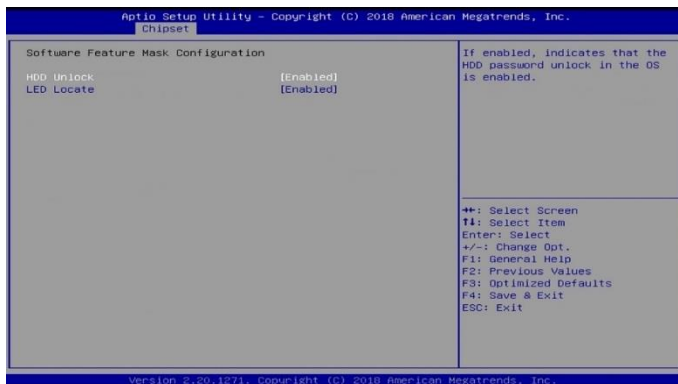 Aptio Setup Utility – Copyright (C) 2018 American Megatrends, Inc.
Chipset
Software Feature Mask Configuration
HDD Unlock [Enabled]
LED Locate [Enabled]
If enabled, indicates that the
HDD password unlock in the OS
is enabled.
→←: Select Screen
↑↓: Select Item
Enter: Select
+/-: Change Opt.
F1: General Help
F2: Previous Values
F3: Optimized Defaults
F4: Save & Exit
ESC: Exit
Version 2.20.1271. Copyright (C) 2018 American Megatrends, Inc.